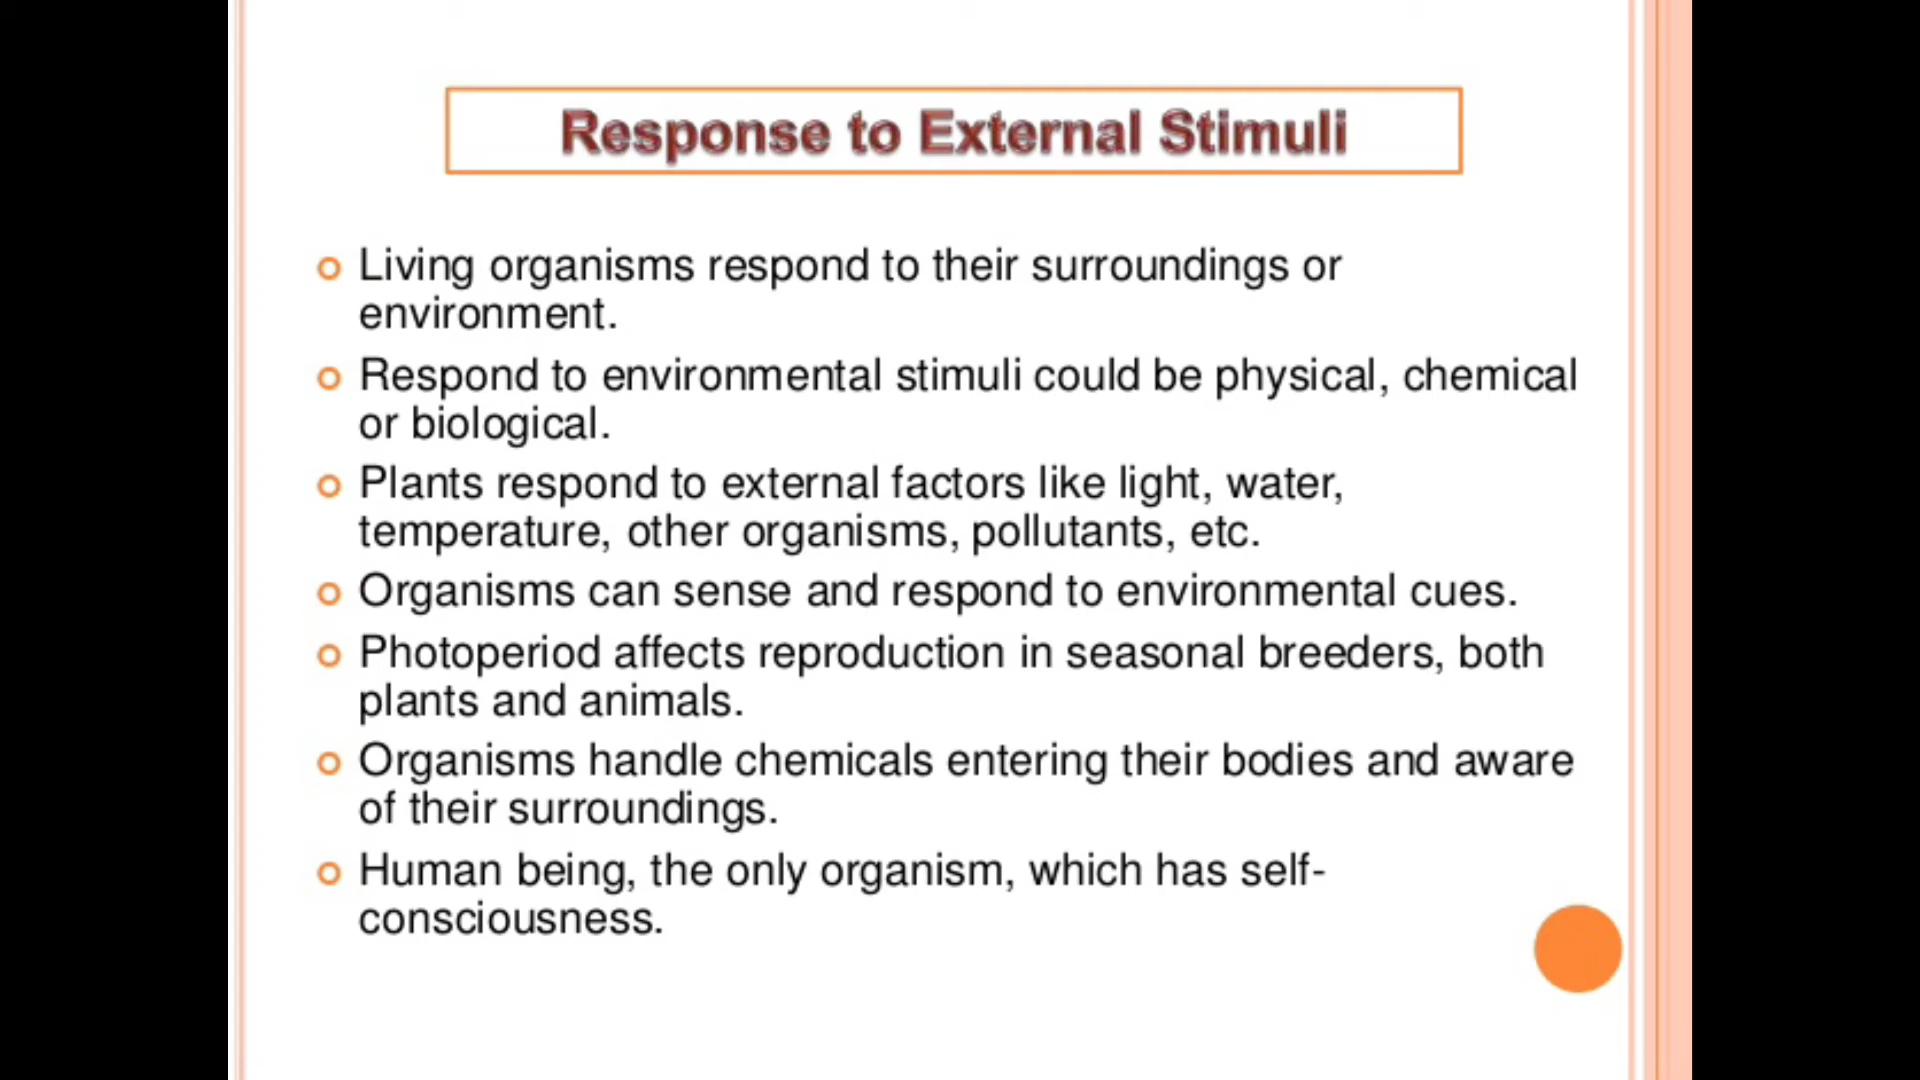 Response to External Stimuli
Living organisms respond to their surroundings or
environment.
Respond to environmental stimuli could be physical, chemical
or biological.
Plants respond to external factors like light, water,
temperature, other organisms, pollutants, etc.
Organisms can sense and respond to environmental cues.
Photoperiod affects reproduction in seasonal breeders, both
plants and animals.
Organisms handle chemicals entering their bodies and aware
of their surroundings.
Human being, the only organism, which has self-
consciousness.